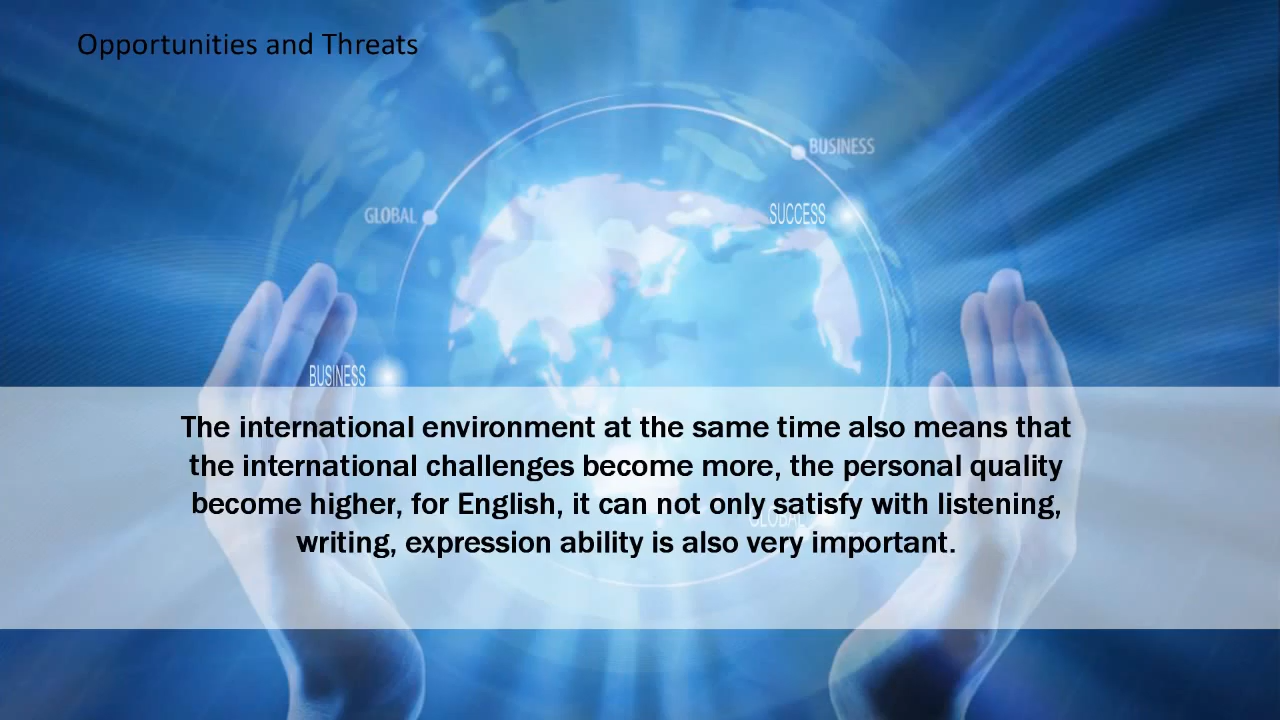 Opportunities and Threats
BUSINESS
GLOBAL
SUCCESS
BUSINESS
The international environment at the same time also means that
the international challenges become more, the personal quality
become higher, for English, it can not only satisfy with listening,
GLOBAL
writing, expression ability is also very important.